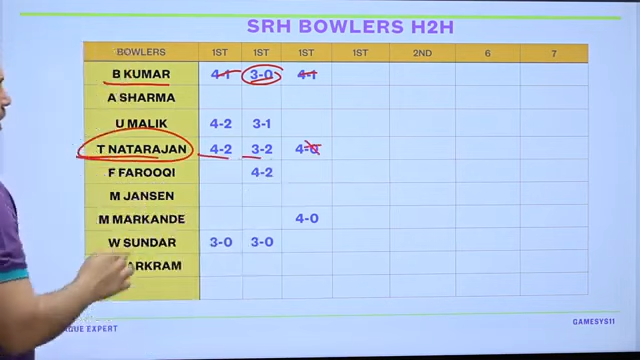 SRH BOWLERS H2H
BOWLERS 1ST 1ST 1ST 1ST 2ND 6 7
B KUMAR 4-1 3-0 4-1
A SHARMA
U MALIK 4-2 3-1
T NATARAJAN 4-2 3-2 4-0
F FAROOQI 4-2
M JANSEN
M MARKANDE 4-0
W SUNDAR 3-0 3-0
ARKRAM
AGUE EXPERT GAMESYS11